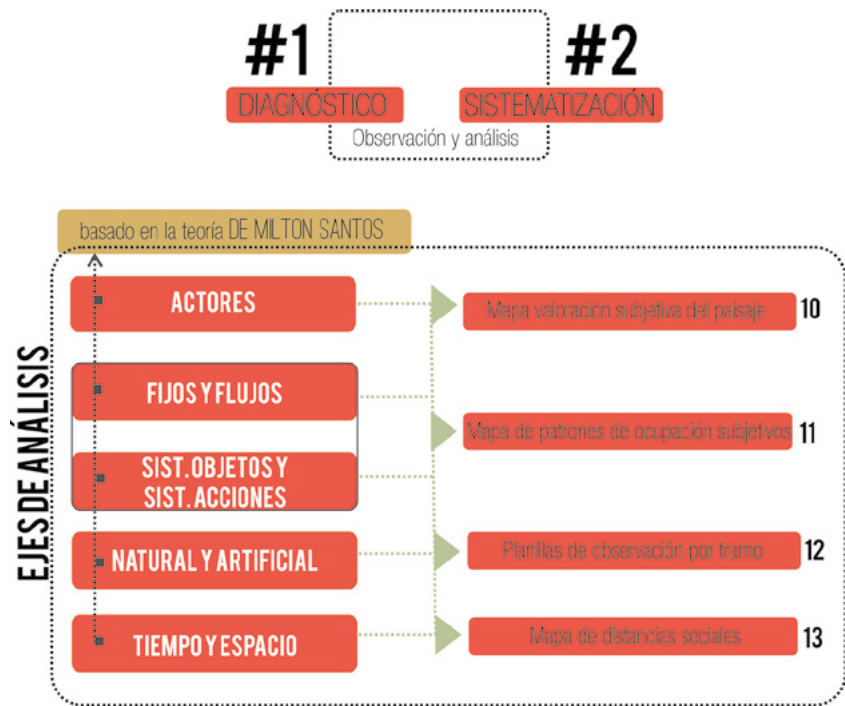 #1
#2
DIAGNÓSTICO
SISTEMATIZACIÓN
Observación y análisis
basado en la teoría DE MILTON SANTOS
EJES DE ANÁLISIS
ACTORES
Mapa valoración subjetiva del paisaje 10
FIJOS Y FLUJOS
Mapa de patrones de ocupación subjetivos 11
SIST. OBJETOS Y
SIST. ACCIONES
NATURAL Y ARTIFICIAL
Planillas de observación por tramo 12
TIEMPO Y ESPACIO
Mapa de distancias sociales 13